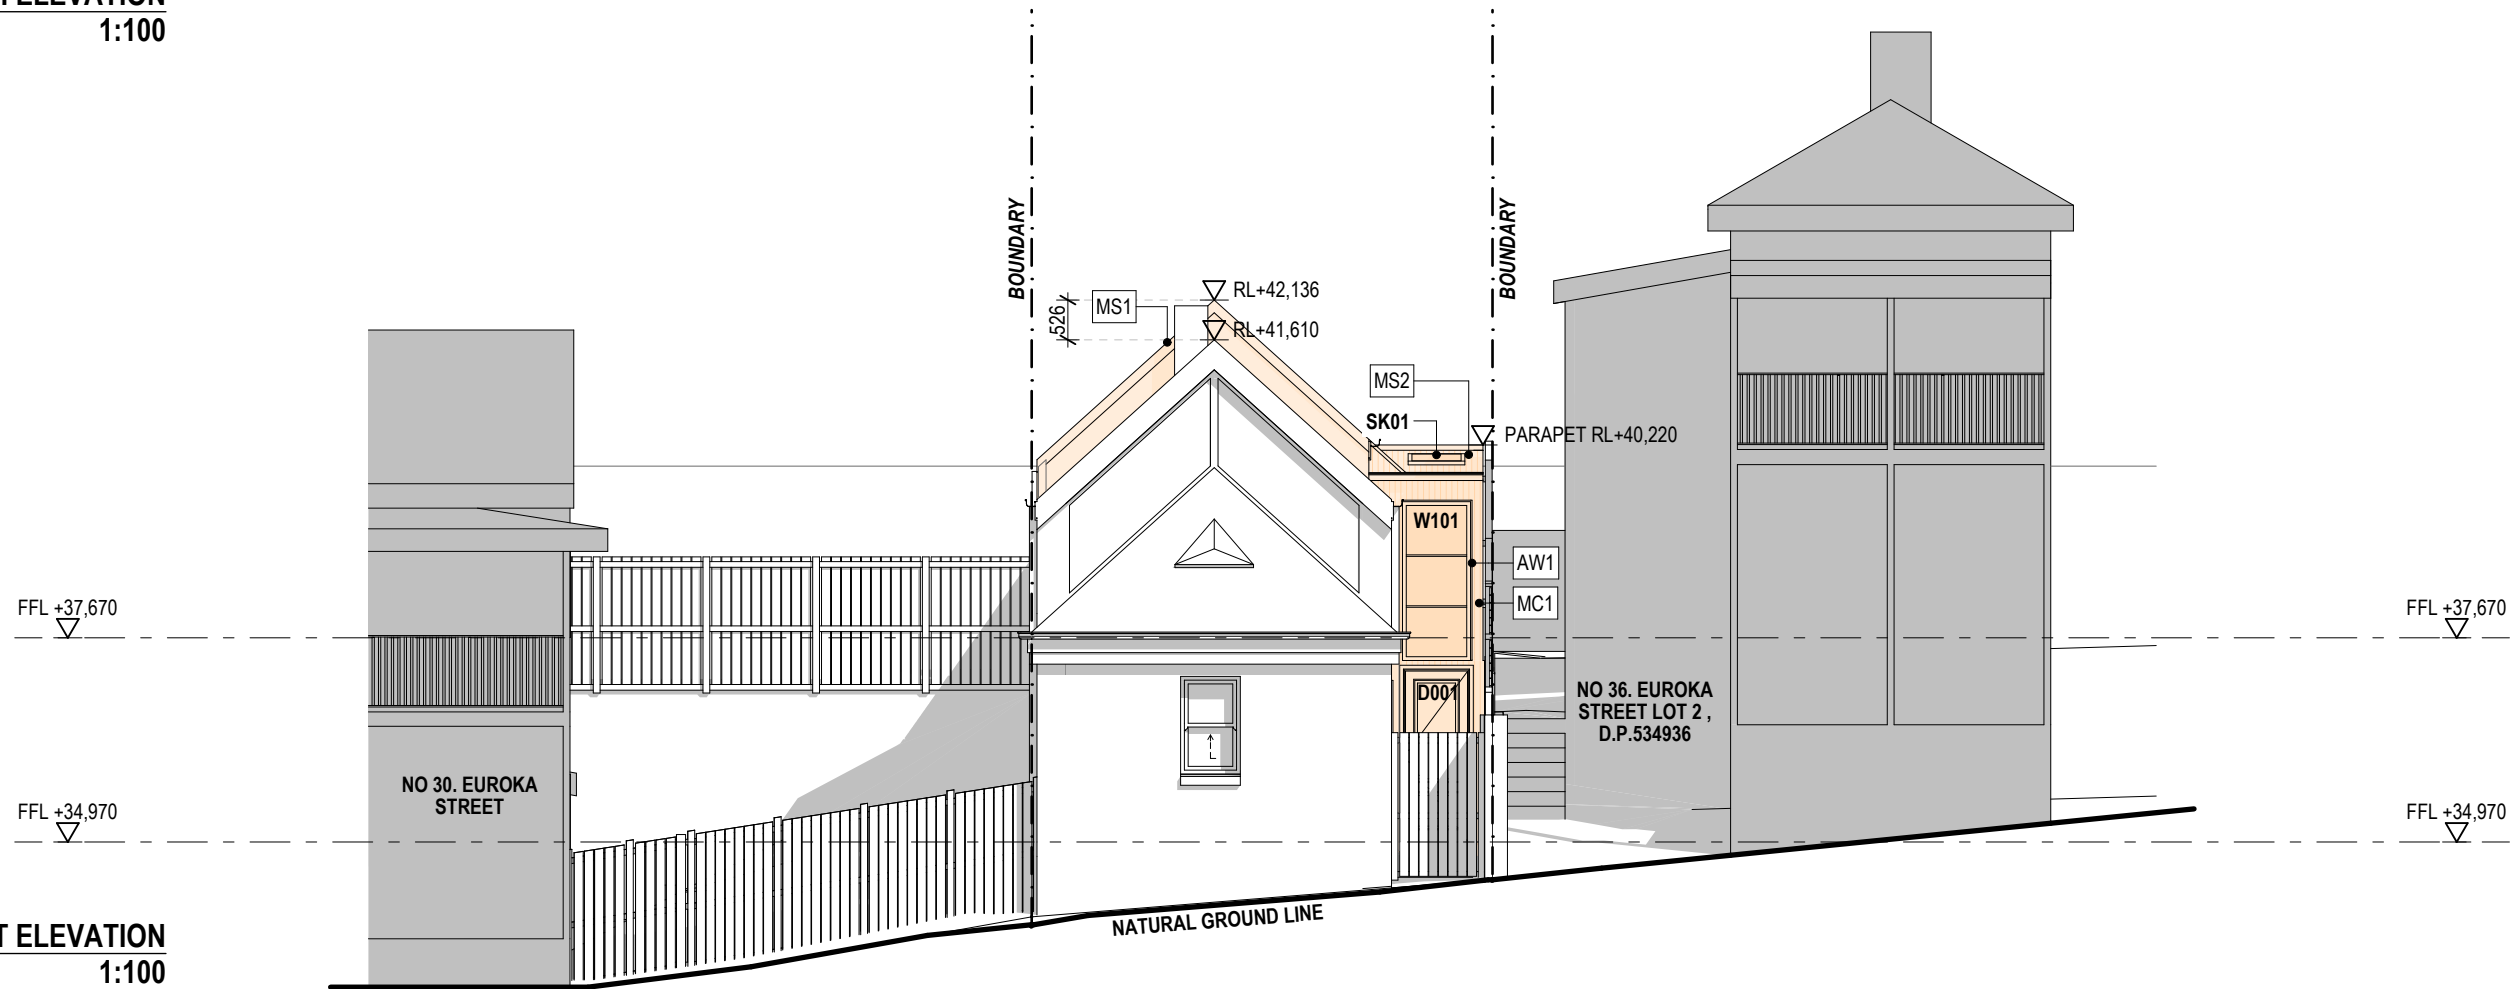 ELEVATION
1:100
BOUNDARY
BOUNDARY
RL+42,136
MS1
526
RL+41,610
MS2
SK01
PARAPET RL+40,220
W101
AW1
MC1
FFL +37,670
FFL +37,670
D001
NO 36. EUROKA
STREET LOT 2 ,
D.P.534936
NO 30. EUROKA
STREET
FFL +34,970
FFL +34,970
NATURAL GROUND LINE
T ELEVATION
1:100